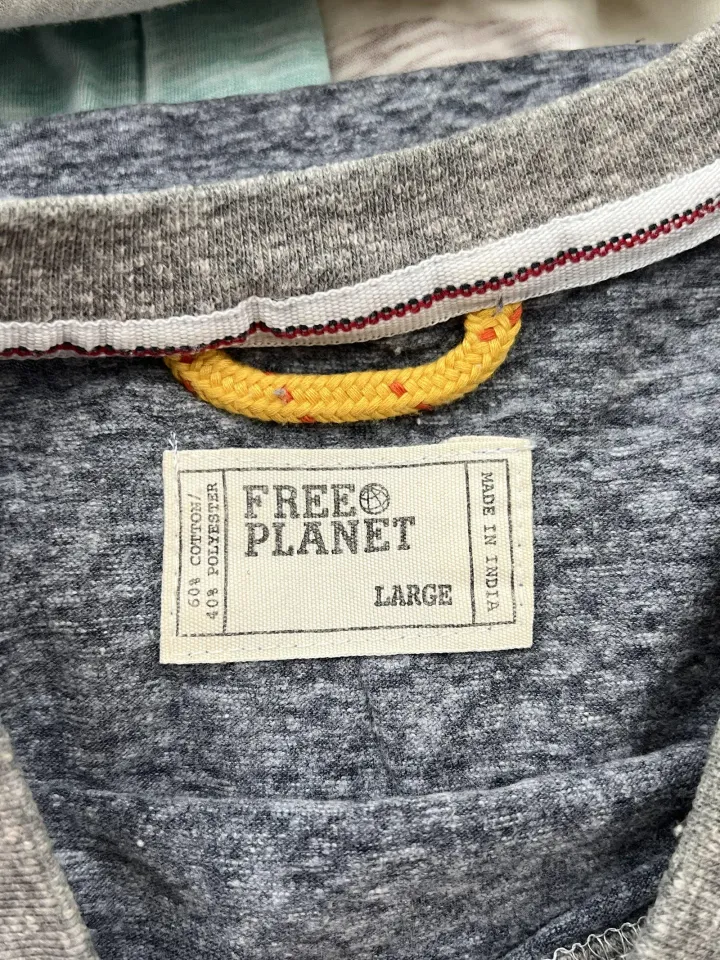 60% COTTON/
40% POLYESTER
FREE
PLANET
LARGE
MADE IN INDIA